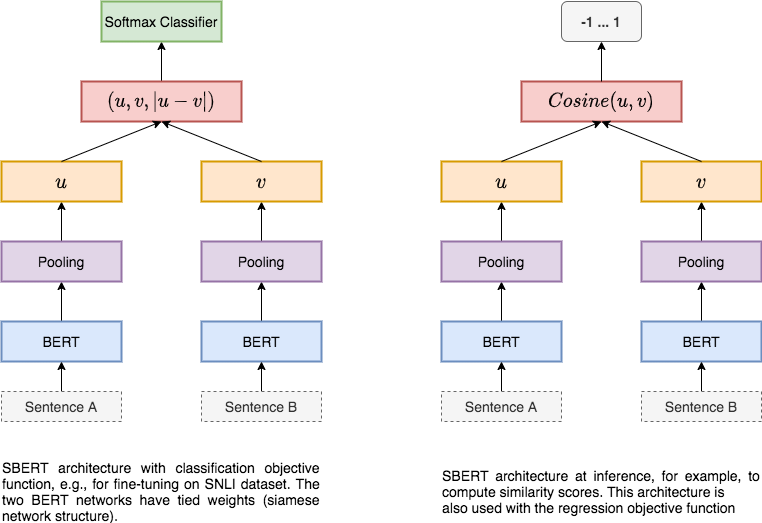 Softmax Classifier
(u, v, |u − v|)
u
v
Pooling
Pooling
BERT
BERT
Sentence A
Sentence B
SBERT architecture with classification objective
function, e.g., for fine-tuning on SNLI dataset. The
two BERT networks have tied weights (siamese
network structure).
-1 ... 1
Cosine(u, v)
u
v
Pooling
Pooling
BERT
BERT
Sentence A
Sentence B
SBERT architecture at inference, for example, to
compute similarity scores. This architecture is
also used with the regression objective function